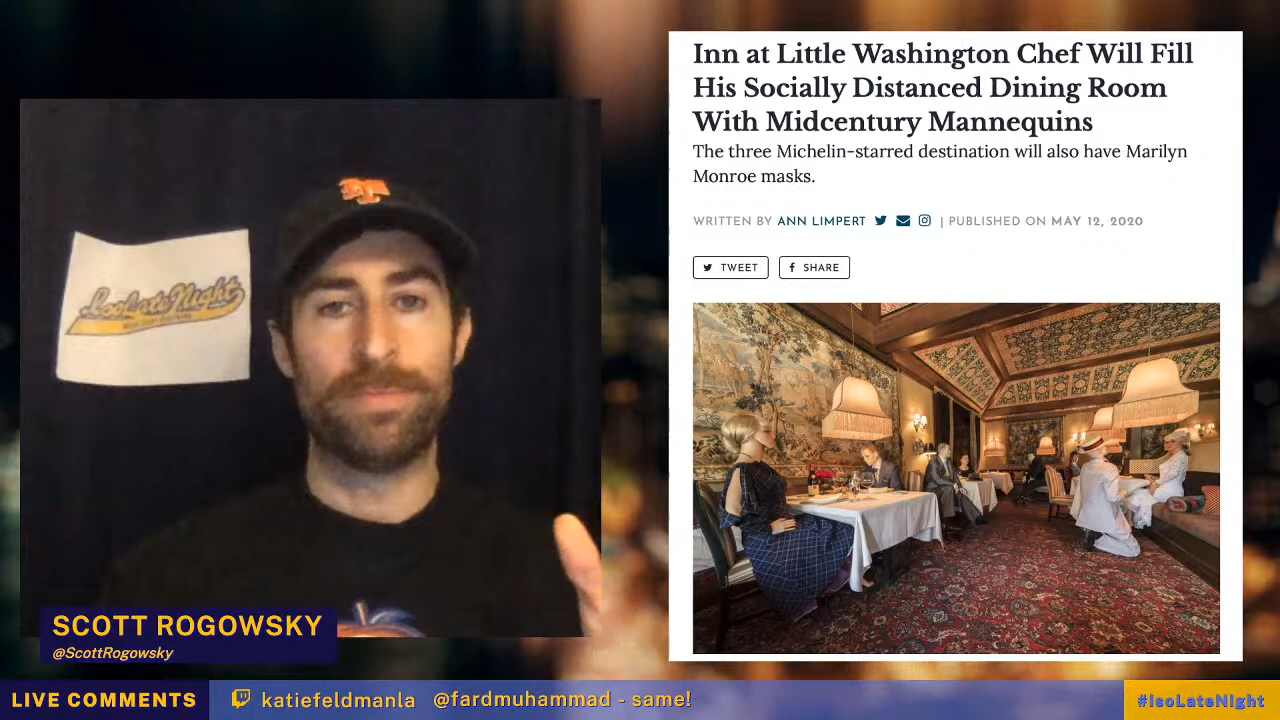 Inn at Little Washington Chef Will Fill
His Socially Distanced Dining Room
With Midcentury Mannequins
The three Michelin-starred destination will also have Marilyn
Monroe masks.
WRITTEN BY ANN LIMPERT | PUBLISHED ON MAY 12, 2020
TWEET SHARE
IsoLateNight
SCOTT ROGOWSKY
@ScottRogowsky
LIVE COMMENTS katiefeldmanla @fardmuhammad - same! #IsoLateNight